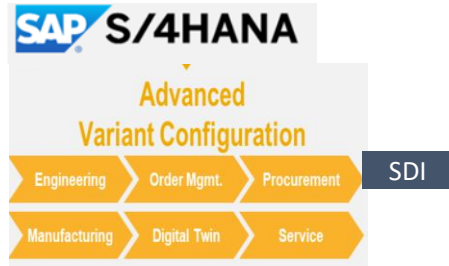 SAP S/4HANA
Advanced
Variant Configuration
Engineering Order Mgmt. Procurement SDI
Manufacturing Digital Twin Service